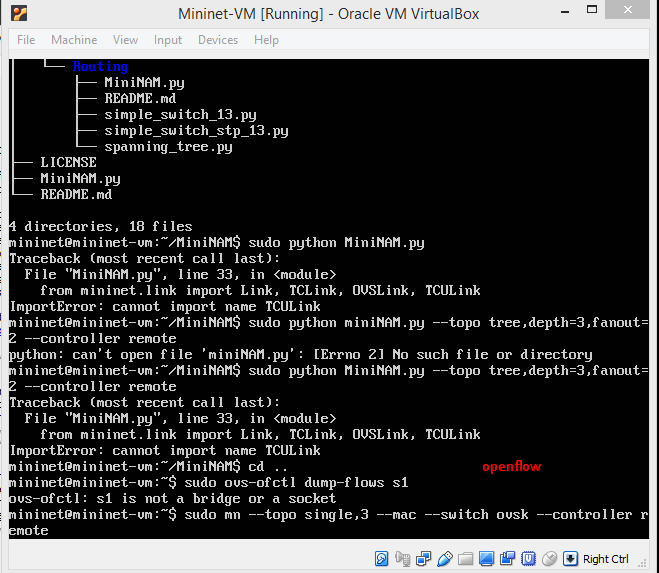 Mininet-VM [Running] - Oracle VM VirtualBox
File Machine View Input Devices Help
Routing
MiniNAM.py
README.md
simple_switch_13.py
simple_switch_stp_13.py
spanning_tree.py
LICENSE
MiniNAM.py
README.md
4 directories, 18 files
mininet@mininet-vm:~/MiniNAM$ sudo python MiniNAM.py
Traceback (most recent call last):
File "MiniNAM.py", line 33, in <module>
from mininet.link import Link, TCLink, OVSLink, TCULink
ImportError: cannot import name TCULink
mininet@mininet-vm:~/MiniNAM$ sudo python miniNAM.py --topo tree,depth=3,fanout=
2 --controller remote
python: can't open file 'miniNAM.py': [Errno 2] No such file or directory
mininet@mininet-vm:~/MiniNAM$ sudo python MiniNAM.py --topo tree,depth=3,fanout=
2 --controller remote
Traceback (most recent call last):
File "MiniNAM.py", line 33, in <module>
from mininet.link import Link, TCLink, OVSLink, TCULink
ImportError: cannot import name TCULink
mininet@mininet-vm:~/MiniNAM$ cd ..
openflow
mininet@mininet-vm:~$ sudo ovs-ofctl dump-flows s1
ovs-ofctl: s1 is not a bridge or a socket
mininet@mininet-vm:~$ sudo mn --topo single,3 --mac --switch ovsk --controller r
emote
Right Ctrl